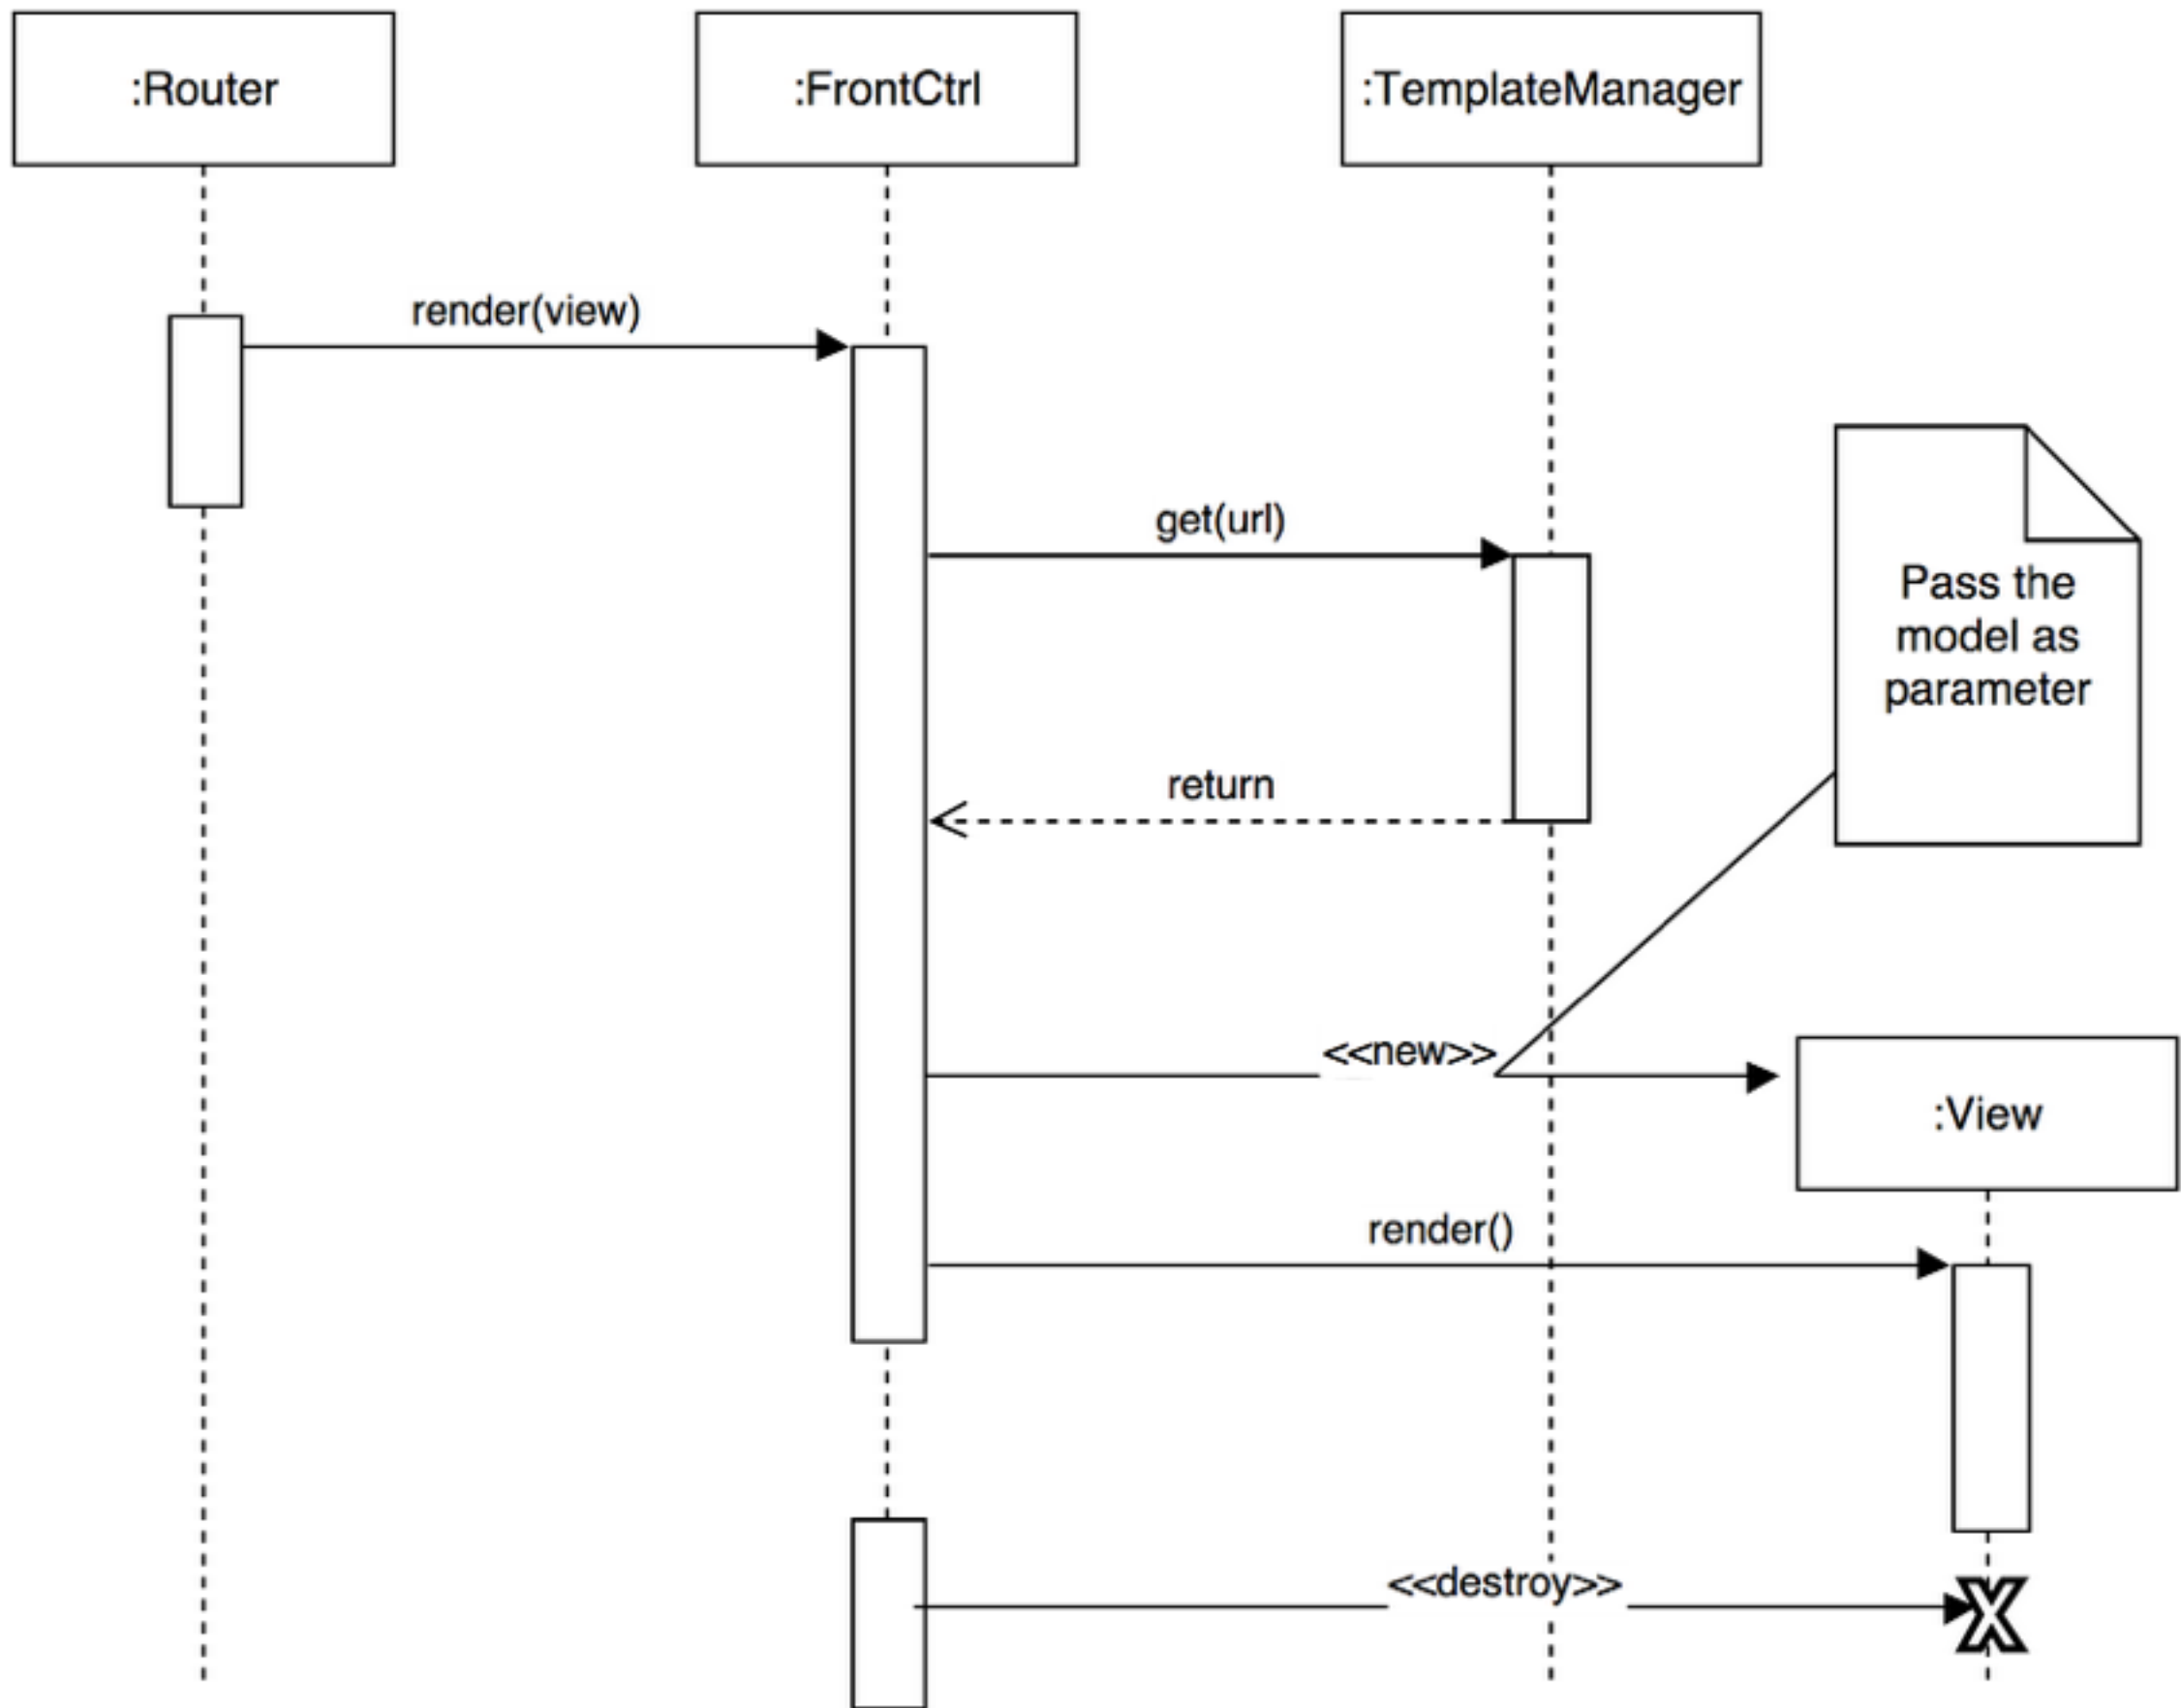 :Router
:FrontCtrl
:TemplateManager
render(view)
get(url)
Pass the
model as
parameter
return
<<new>>
:View
render()
<<destroy>>
X